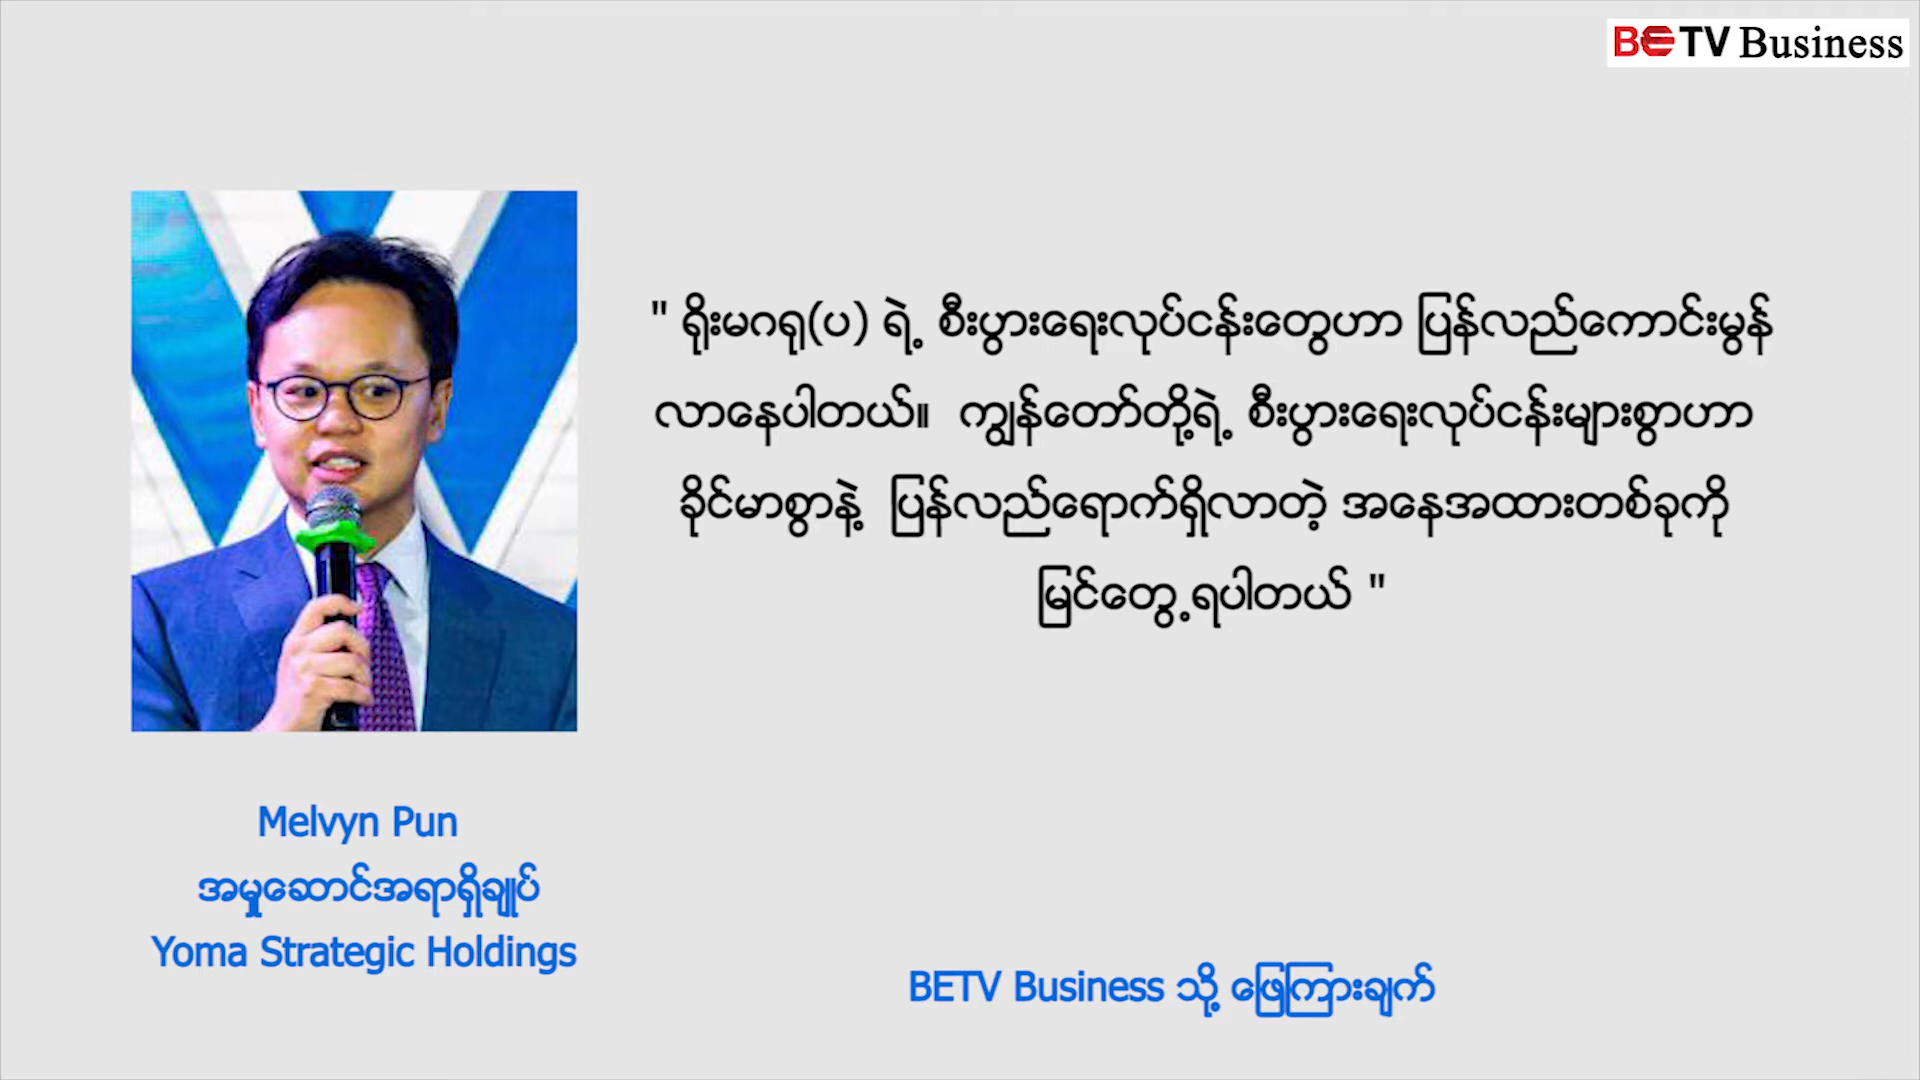 BETV Business
" ရိုးမဂရု(ပ) ရဲ့ စီးပွားရေးလုပ်ငန်းတွေဟာ ပြန်လည်ကောင်းမွန်
လာနေပါတယ်။ ကျွန်တော်တို့ရဲ့ စီးပွားရေးလုပ်ငန်းများစွာဟာ
ခိုင်မာစွာနဲ့ ပြန်လည်ရောက်ရှိလာတဲ့ အနေအထားတစ်ခုကို
မြင်တွေ့ရပါတယ် "
Melvyn Pun
အမှုဆောင်အရာရှိချုပ်
Yoma Strategic Holdings
BETV Business သို့ ဖြေကြားချက်